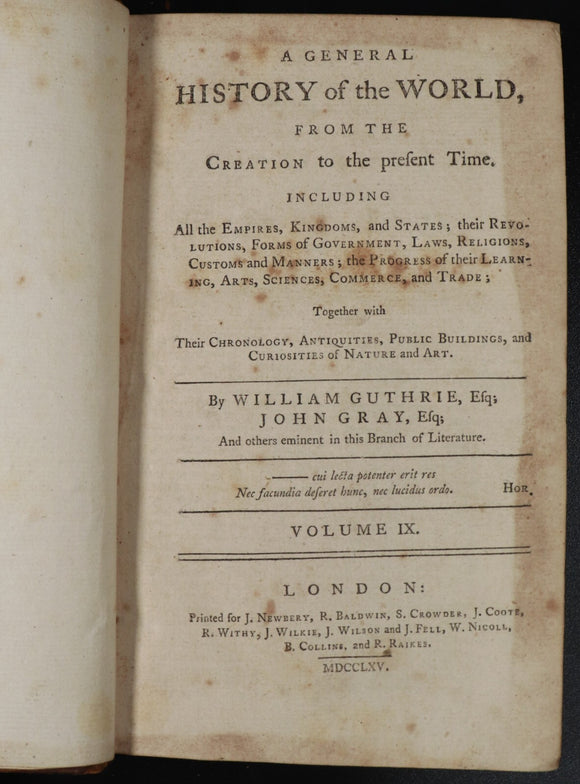 A GENERAL
HISTORY of the WORLD,
FROM THE
CREATION to the preſent Time.
INCLUDING
All the EMPIRES, KINGDOMS, and STATES; their REVO-
LUTIONS, FORMS of GOVERNMENT, LAWS, RELIGIONS,
CUSTOMS and MANNERS; the PROGRESS of their LEARN-
ING, ARTS, SCIENCES, COMMERCE, and TRADE;
Together with
Their CHRONOLOGY, ANTIQUITIES, PUBLIC BUILDINGS, and
CURIOSITIES of NATURE and ART.
By WILLIAM GUTHRIE, Eſq;
JOHN GRAY, Eſq;
And others eminent in this Branch of Literature.
—— cui lecta potenter erit res
Nec facundia deſeret hunc, nec lucidus ordo. HOR.
VOLUME IX.
LONDON:
Printed for J. NEWBERY, R. BALDWIN, S. CROWDER, J. COOTE,
R. WITHY, J. WILKIE, J. WILSON and J. FELL, W. NICOLL,
B. COLLINS, and R. RAIKES.
MDCCLXV.